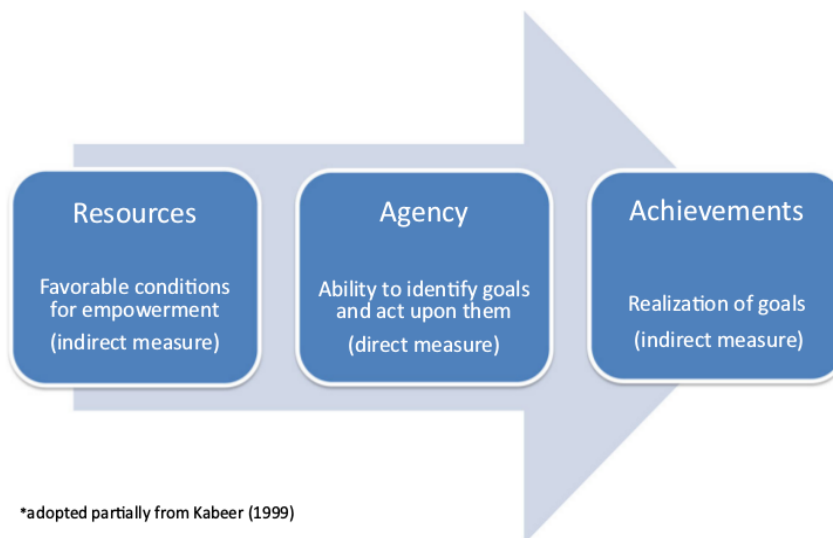 Resources
Favorable conditions
for empowerment
(indirect measure)
Agency
Ability to identify goals
and act upon them
(direct measure)
Achievements
Realization of goals
(indirect measure)
*adopted partially from Kabeer (1999)